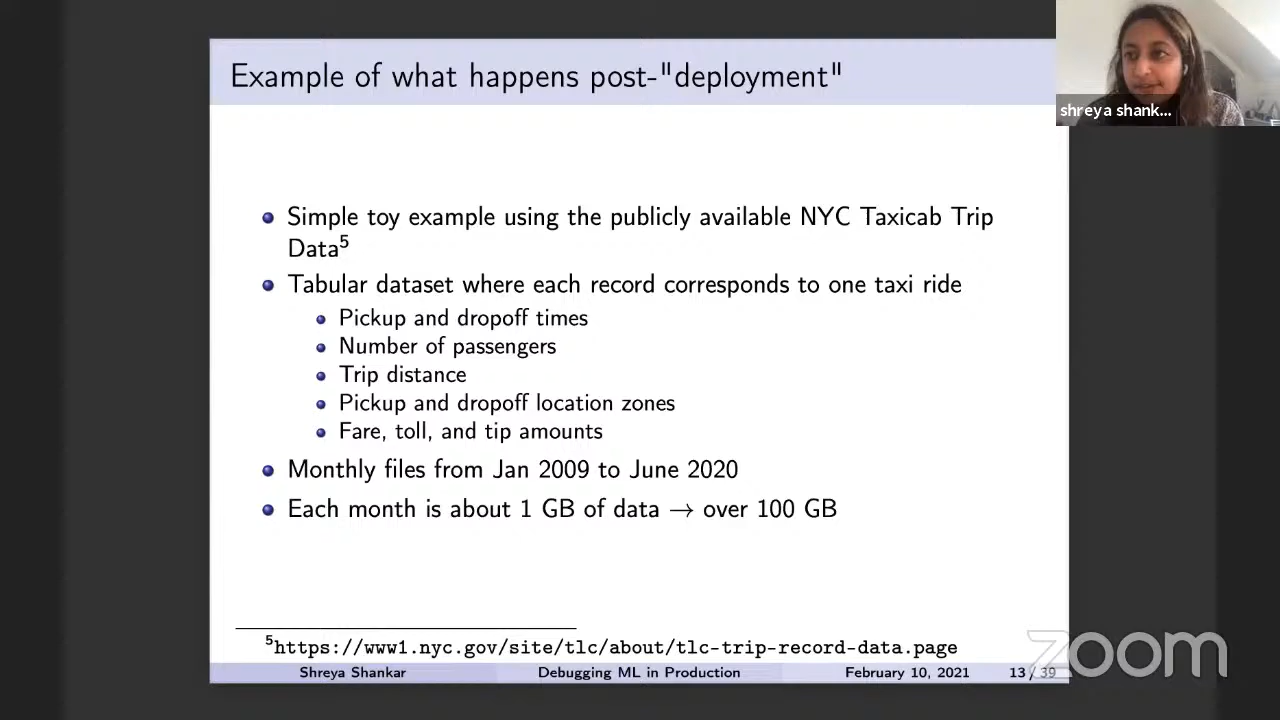 Example of what happens post-"deployment"
shreya shank...
Simple toy example using the publicly available NYC Taxicab Trip
Data5
Tabular dataset where each record corresponds to one taxi ride
Pickup and dropoff times
Number of passengers
Trip distance
Pickup and dropoff location zones
Fare, toll, and tip amounts
Monthly files from Jan 2009 to June 2020
Each month is about 1 GB of data → over 100 GB
5https://www1.nyc.gov/site/tlc/about/tlc-trip-record-data.page
Shreya Shankar Debugging ML in Production February 10, 2021 13 / 39
zoom